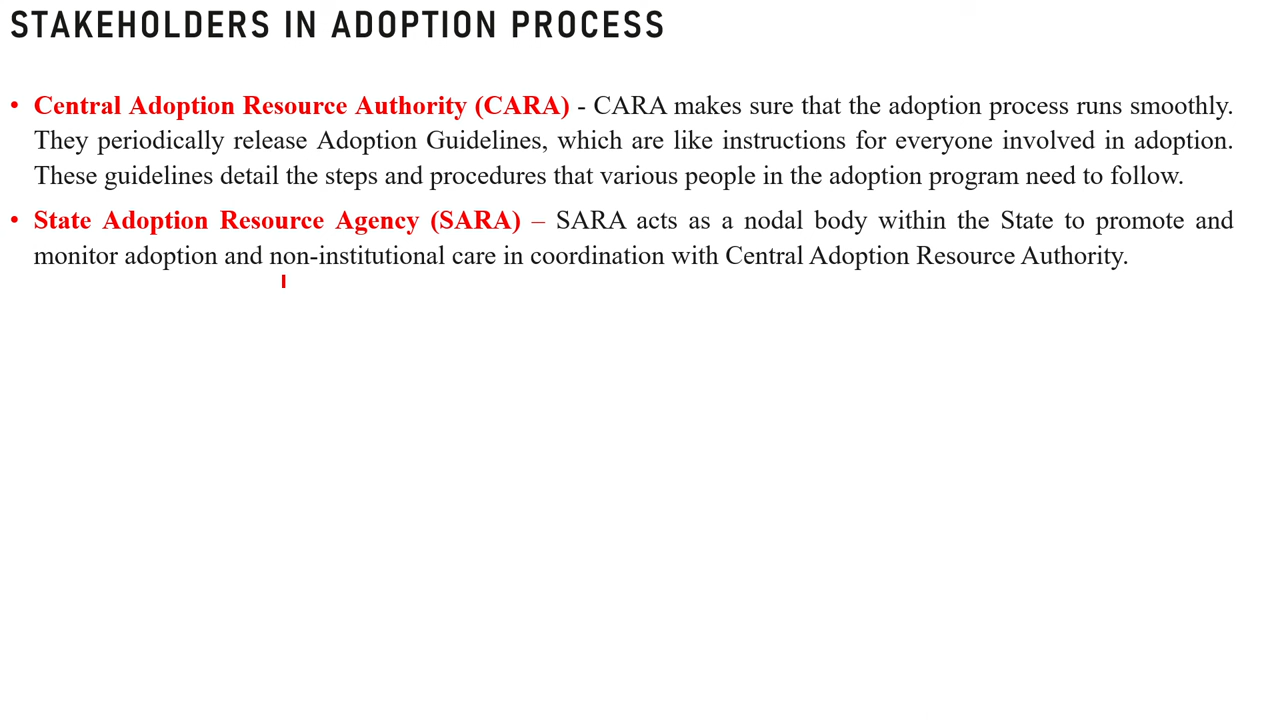 STAKEHOLDERS IN ADOPTION PROCESS
• Central Adoption Resource Authority (CARA) - CARA makes sure that the adoption process runs smoothly.
They periodically release Adoption Guidelines, which are like instructions for everyone involved in adoption.
These guidelines detail the steps and procedures that various people in the adoption program need to follow.
• State Adoption Resource Agency (SARA) – SARA acts as a nodal body within the State to promote and
monitor adoption and non-institutional care in coordination with Central Adoption Resource Authority.